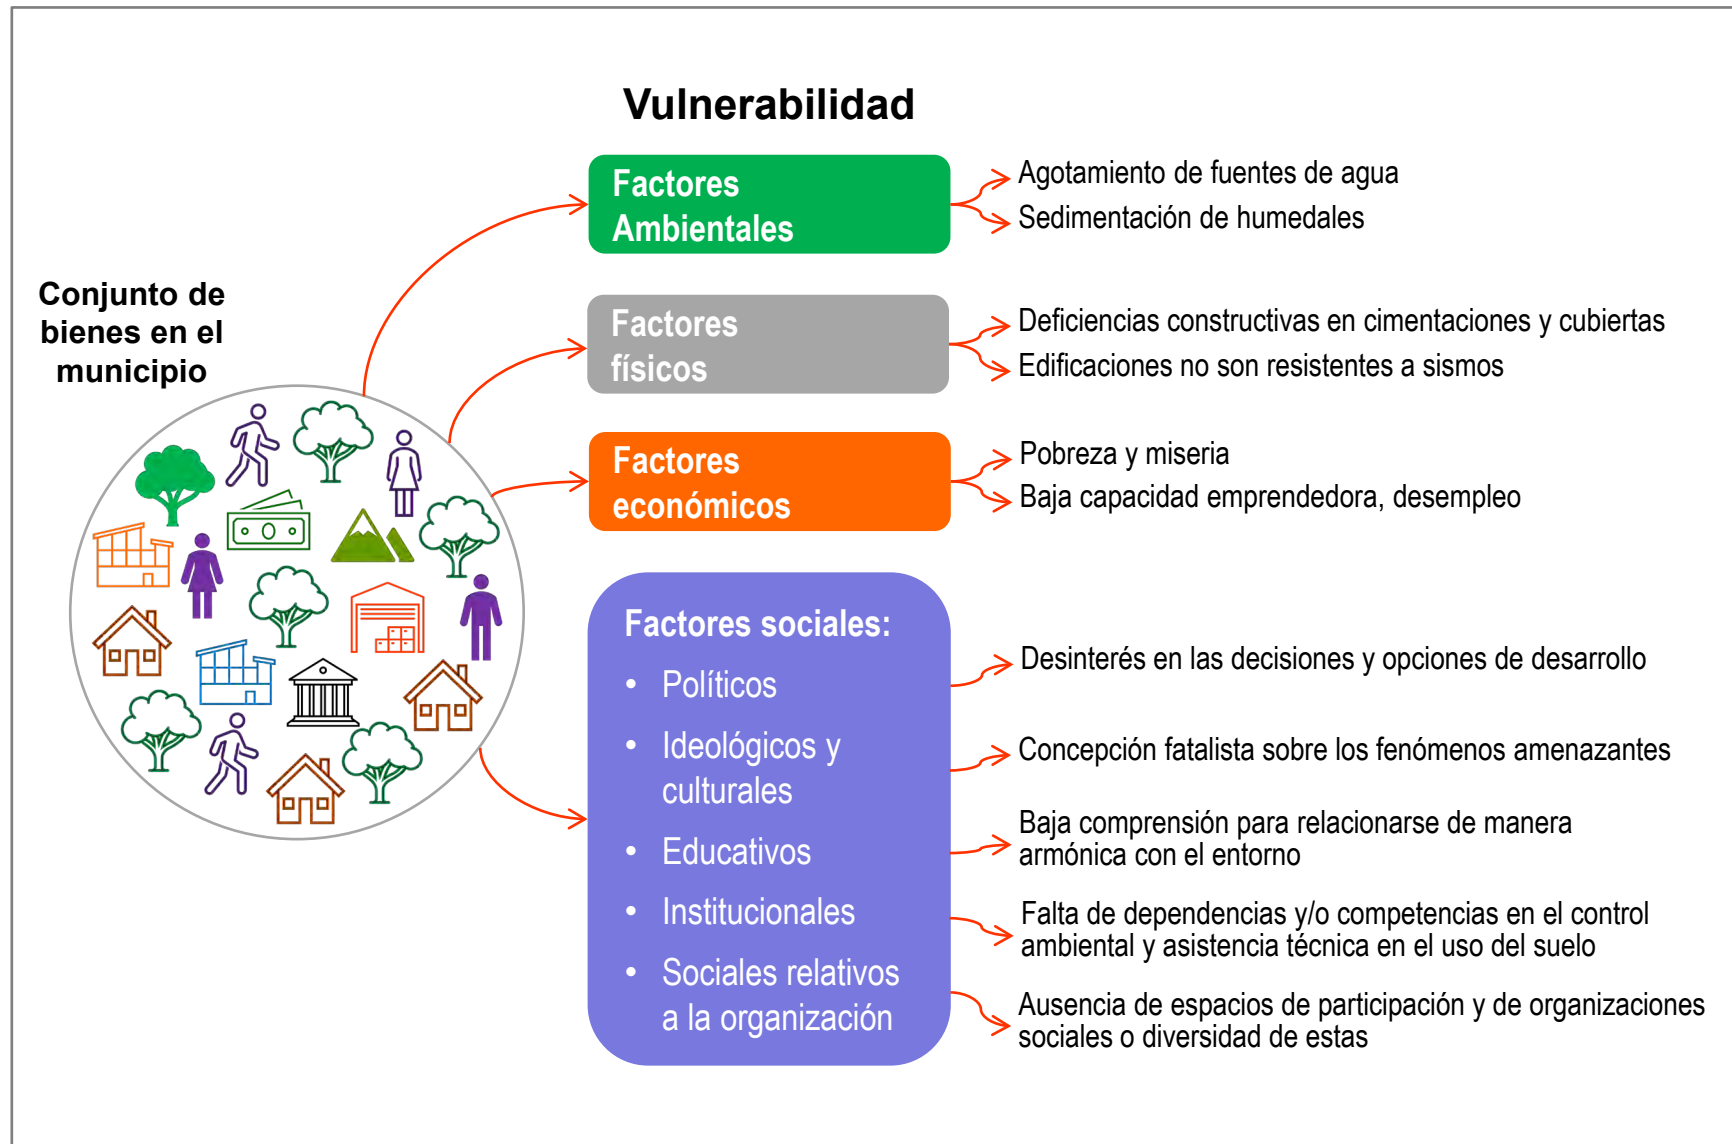 Vulnerabilidad
Conjunto de
bienes en el
municipio
Factores
Ambientales
Agotamiento de fuentes de agua
Sedimentación de humedales
Factores
físicos
Deficiencias constructivas en cimentaciones y cubiertas
Edificaciones no son resistentes a sismos
Factores
económicos
Pobreza y miseria
Baja capacidad emprendedora, desempleo
Factores sociales:
• Políticos
• Ideológicos y
culturales
• Educativos
• Institucionales
• Sociales relativos
a la organización
Desinterés en las decisiones y opciones de desarrollo
Concepción fatalista sobre los fenómenos amenazantes
Baja comprensión para relacionarse de manera
armónica con el entorno
Falta de dependencias y/o competencias en el control
ambiental y asistencia técnica en el uso del suelo
Ausencia de espacios de participación y de organizaciones
sociales o diversidad de estas